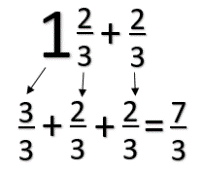 1 2/3 + 2/3
3/3 + 2/3 + 2/3 = 7/3